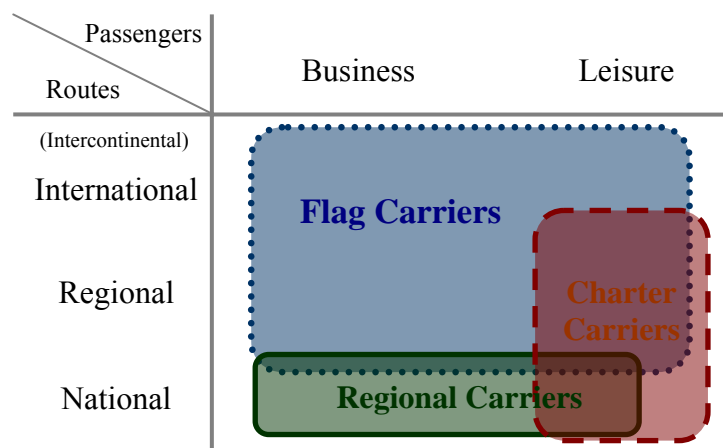 Passengers
Routes
Business
Leisure
(Intercontinental)
International
Flag Carriers
Regional
Charter
Carriers
National
Regional Carriers